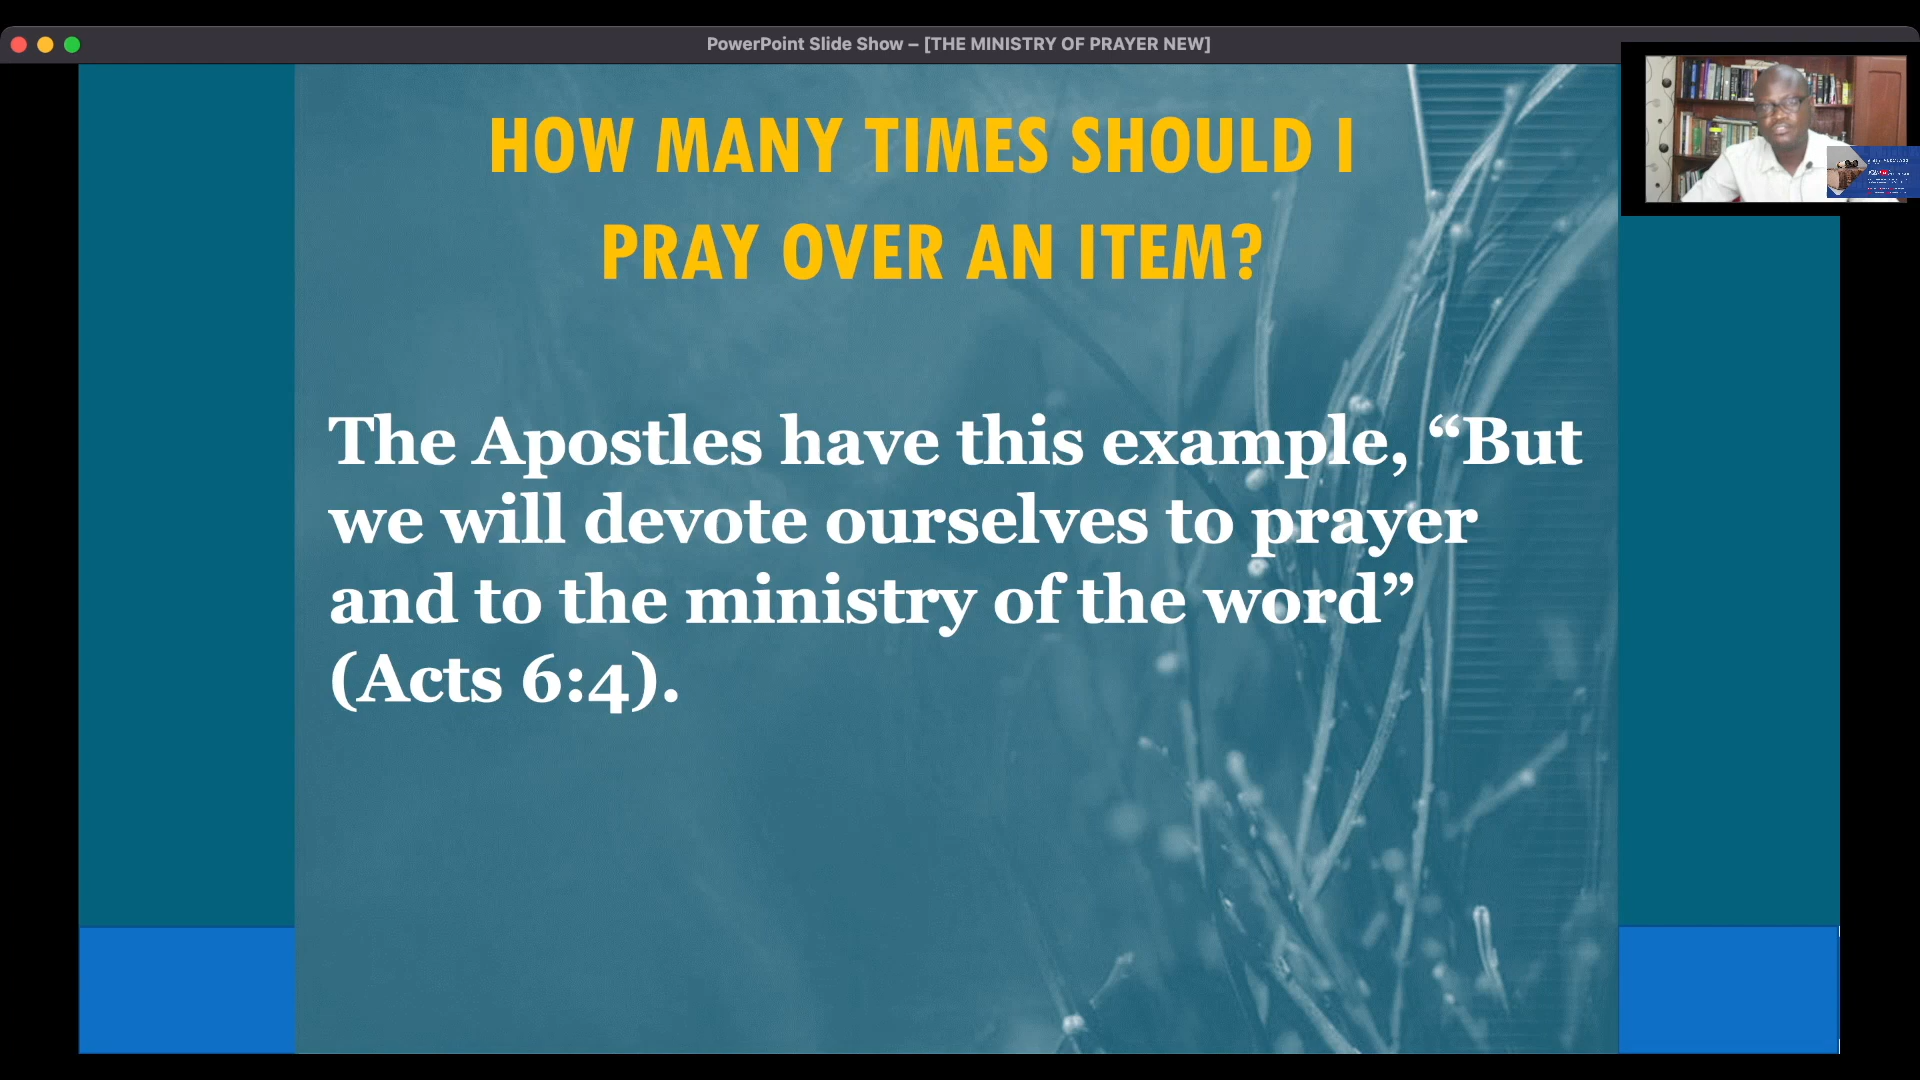 PowerPoint Slide Show – [THE MINISTRY OF PRAYER NEW]
HOW MANY TIMES SHOULD I
PRAY OVER AN ITEM?
The Apostles have this example, “But
we will devote ourselves to prayer
and to the ministry of the word”
(Acts 6:4).